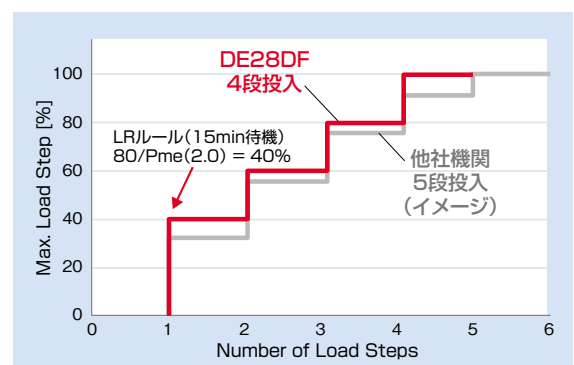 DE28DF
4段投入
LRルール(15min待機)
80/Pme(2.0) = 40%
他社機関
5段投入
(イメージ)
Max. Load Step [%]
100
80
60
40
20
0
0 1 2 3 4 5 6
Number of Load Steps